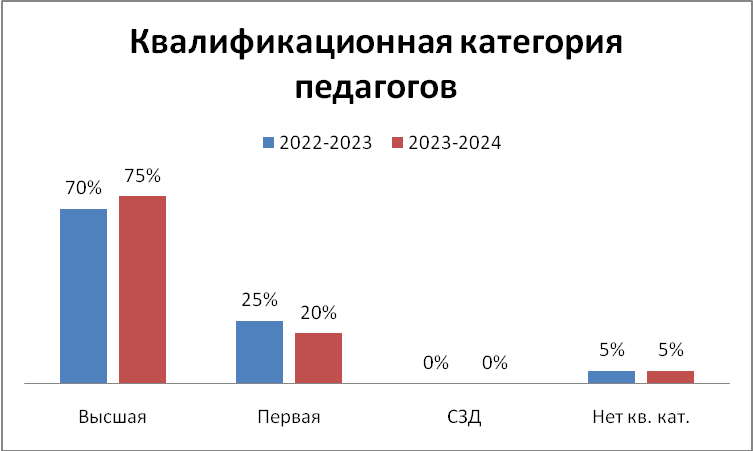 Квалификационная категория
педагогов
2022-2023 2023-2024
70% 75%
25% 20%
0% 0%
5% 5%
Высшая Первая СЗД Нет кв. кат.